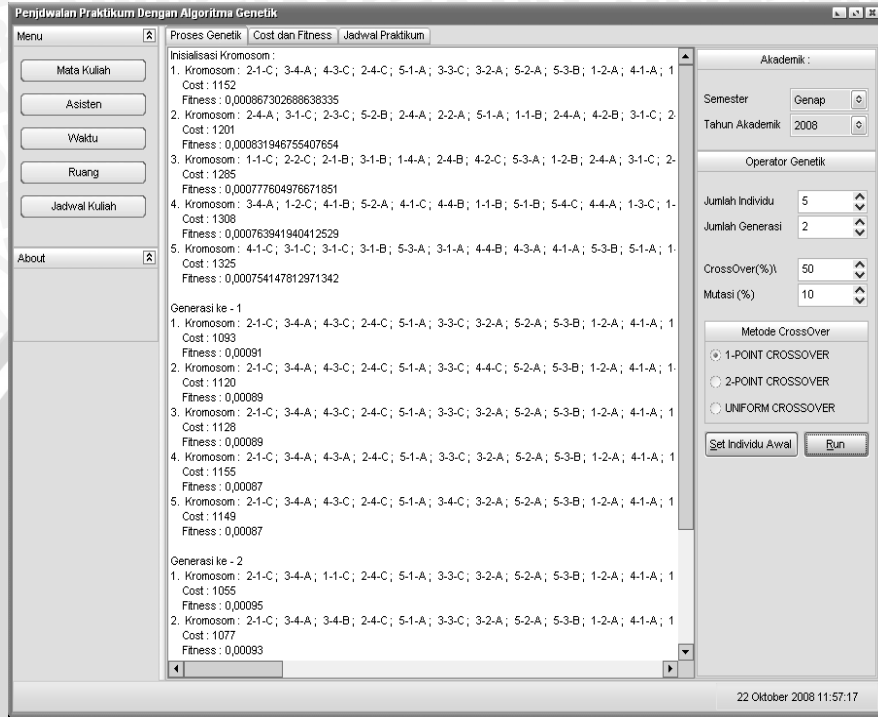 Penjdwalan Praktikum Dengan Algoritma Genetik
Menu
Mata Kuliah
Asisten
Waktu
Ruang
Jadwal Kuliah
About
Proses Genetik
Cost dan Fitness
Jadwal Praktikum
Inisialisasi Kromosom :
1. Kromosom : 2-1-C; 3-4-A; 4-3-C; 2-4-C; 5-1-A; 3-3-C; 3-2-A; 5-2-A; 5-3-B; 1-2-A; 4-1-A; 1
Cost : 1152
Fitness : 0,000867302688638335
2. Kromosom : 2-4-A; 3-1-C; 2-3-C; 5-2-B; 2-4-A; 2-2-A; 5-1-A; 1-1-B; 2-4-A; 4-2-B; 3-1-C; 2-
Cost : 1201
Fitness : 0,000831946755407654
3. Kromosom : 1-1-C; 2-2-C; 2-1-B; 3-1-B; 1-4-A; 2-4-B; 4-2-C; 5-3-A; 1-2-B; 2-4-A; 3-1-C; 2-
Cost : 1285
Fitness : 0,000777604976671851
4. Kromosom : 3-4-A; 1-2-C; 4-1-B; 5-2-A; 4-1-C; 4-4-B; 1-1-B; 5-1-B; 5-4-C; 4-4-A; 1-3-C; 1-
Cost : 1308
Fitness : 0,000763941940412529
5. Kromosom : 4-1-C; 3-1-C; 3-1-C; 3-1-B; 5-3-A; 3-1-A; 4-4-B; 4-3-A; 4-1-A; 5-3-B; 5-1-A; 1-
Cost : 1325
Fitness : 0,000754147812971342
Generasi ke - 1
1. Kromosom : 2-1-C; 3-4-A; 4-3-C; 2-4-C; 5-1-A; 3-3-C; 3-2-A; 5-2-A; 5-3-B; 1-2-A; 4-1-A; 1
Cost : 1093
Fitness : 0,00091
2. Kromosom : 2-1-C; 3-4-A; 4-3-C; 2-4-C; 5-1-A; 3-3-C; 4-4-C; 5-2-A; 5-3-B; 1-2-A; 4-1-A; 1-
Cost : 1120
Fitness : 0,00089
3. Kromosom : 2-1-C; 3-4-A; 4-3-C; 2-4-C; 5-1-A; 3-3-C; 3-2-A; 5-2-A; 5-3-B; 1-2-A; 4-1-A; 1
Cost : 1128
Fitness : 0,00089
4. Kromosom : 2-1-C; 3-4-A; 4-3-A; 2-4-C; 5-1-A; 3-3-C; 3-2-A; 5-2-A; 5-3-B; 1-2-A; 4-1-A; 1
Cost : 1155
Fitness : 0,00087
5. Kromosom : 2-1-C; 3-4-A; 4-3-C; 2-4-C; 5-1-A; 3-4-C; 3-2-A; 5-2-A; 5-3-B; 1-2-A; 4-1-A; 1
Cost : 1149
Fitness : 0,00087
Generasi ke - 2
1. Kromosom : 2-1-C; 3-4-A; 1-1-C; 2-4-C; 5-1-A; 3-3-C; 3-2-A; 5-2-A; 5-3-B; 1-2-A; 4-1-A; 1
Cost : 1055
Fitness : 0,00095
2. Kromosom : 2-1-C; 3-4-A; 3-4-B; 2-4-C; 5-1-A; 3-3-C; 3-2-A; 5-2-A; 5-3-B; 1-2-A; 4-1-A; 1
Cost : 1077
Fitness : 0,00093
Akademik :
Semester Genap
Tahun Akademik 2008
Operator Genetik
Jumlah Individu 5
Jumlah Generasi 2
CrossOver(%)\ 50
Mutasi (%) 10
Metode CrossOver
1-POINT CROSSOVER
2-POINT CROSSOVER
UNIFORM CROSSOVER
Set Individu Awal Run
22 Oktober 2008 11:57:17